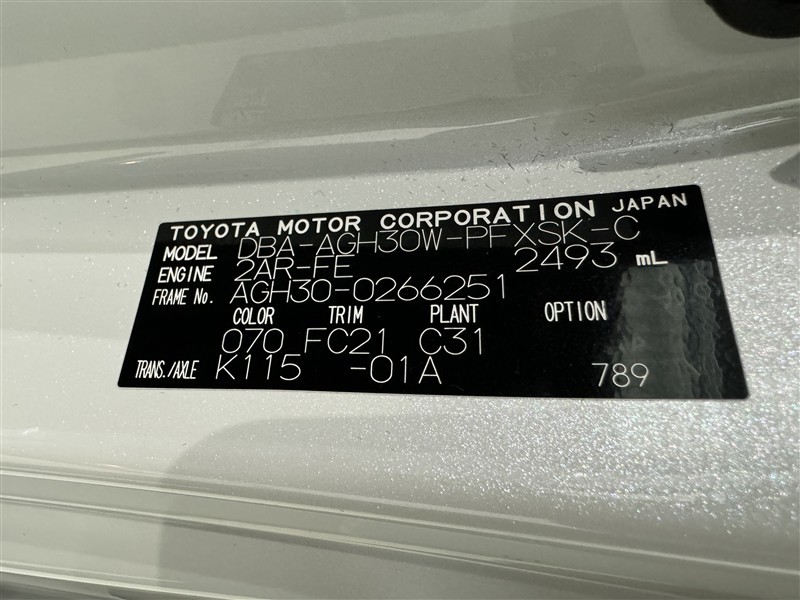 TOYOTA MOTOR CORPORATION JAPAN
MODEL DBA-AGH30W-PFXSK-C
ENGINE 2AR-FE 2493 mL
FRAME No. AGH30-0266251
COLOR TRIM PLANT OPTION
070 FC21 C31
TRANS./AXLE K115 -01A 789